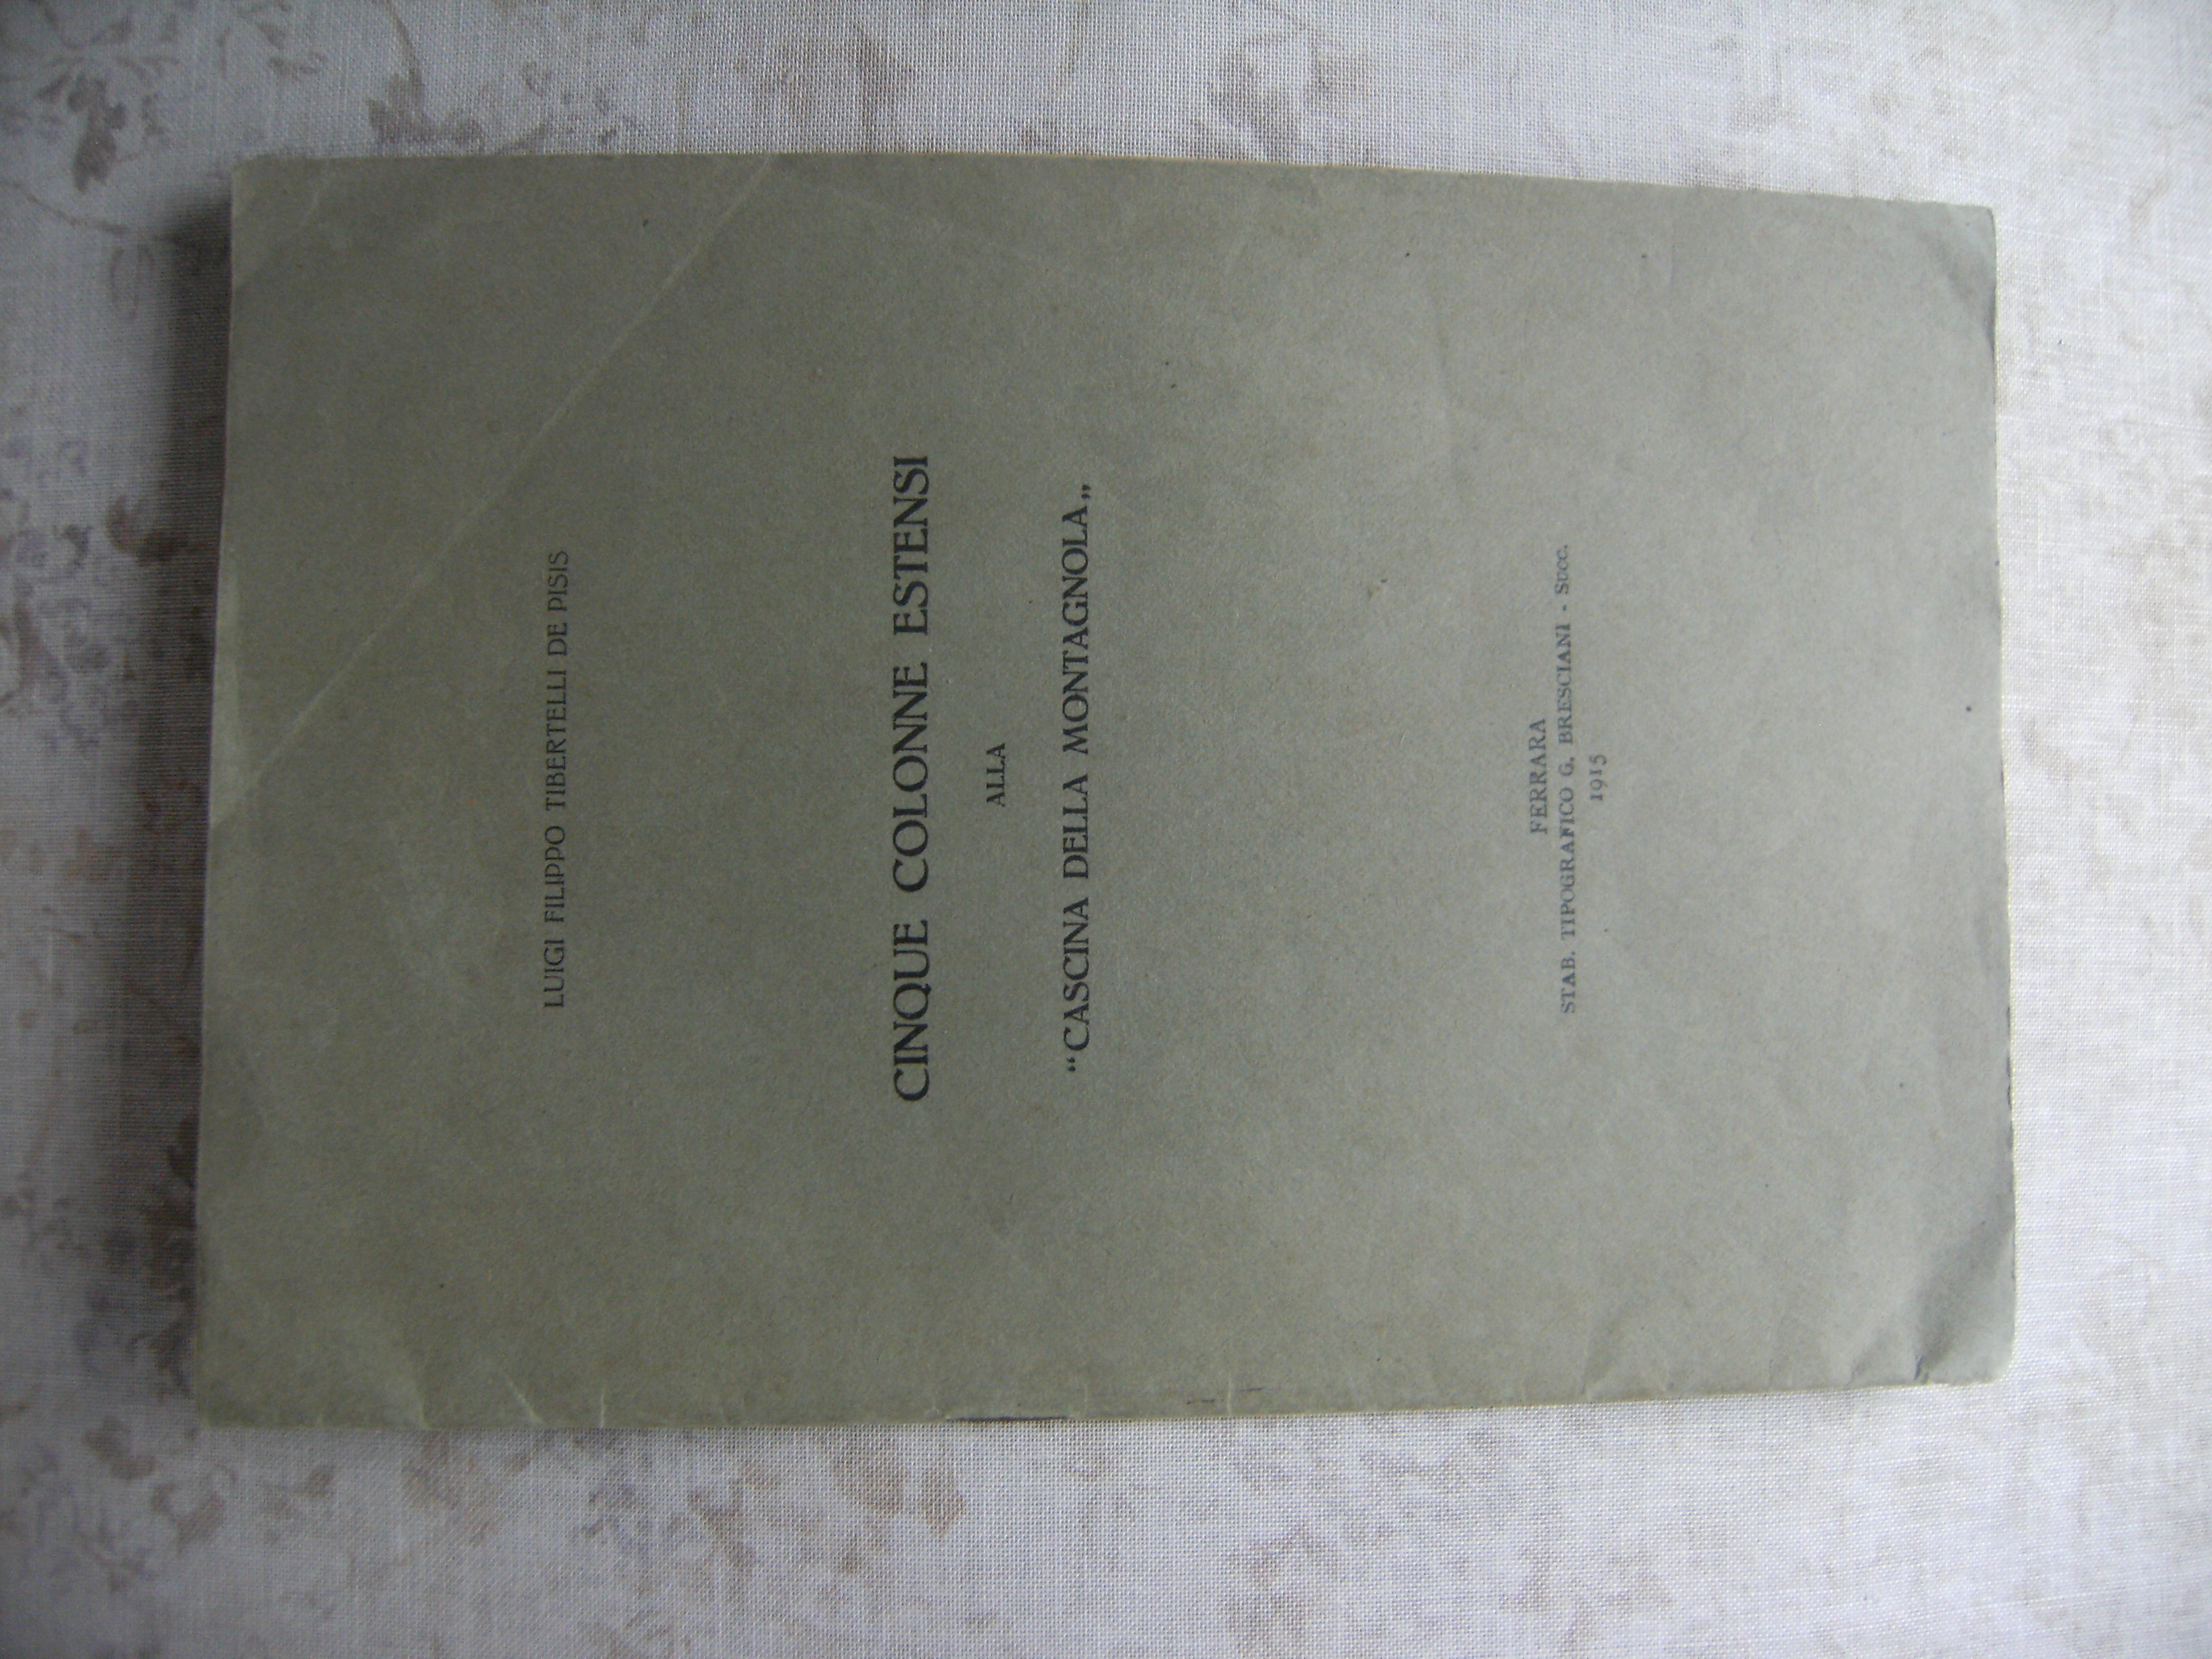 LUIGI FILIPPO TIBERTELLI DE PISIS
CINQUE COLONNE ESTENSI
ALLA
“CASCINA DELLA MONTAGNOLA„
FERRARA
STAB. TIPOGRAFICO G. BRESCIANI - Succ.
1915